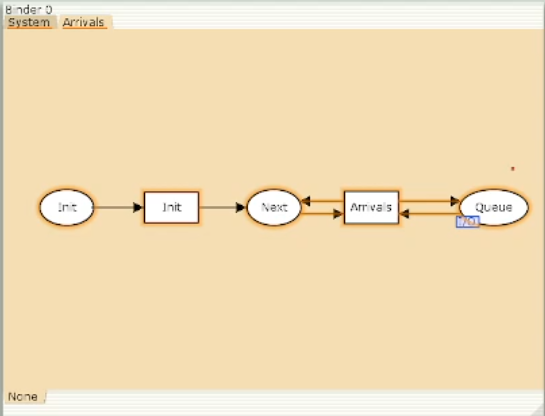 Binder 0
System Arrivals
Init Init Next Arrivals Queue
None